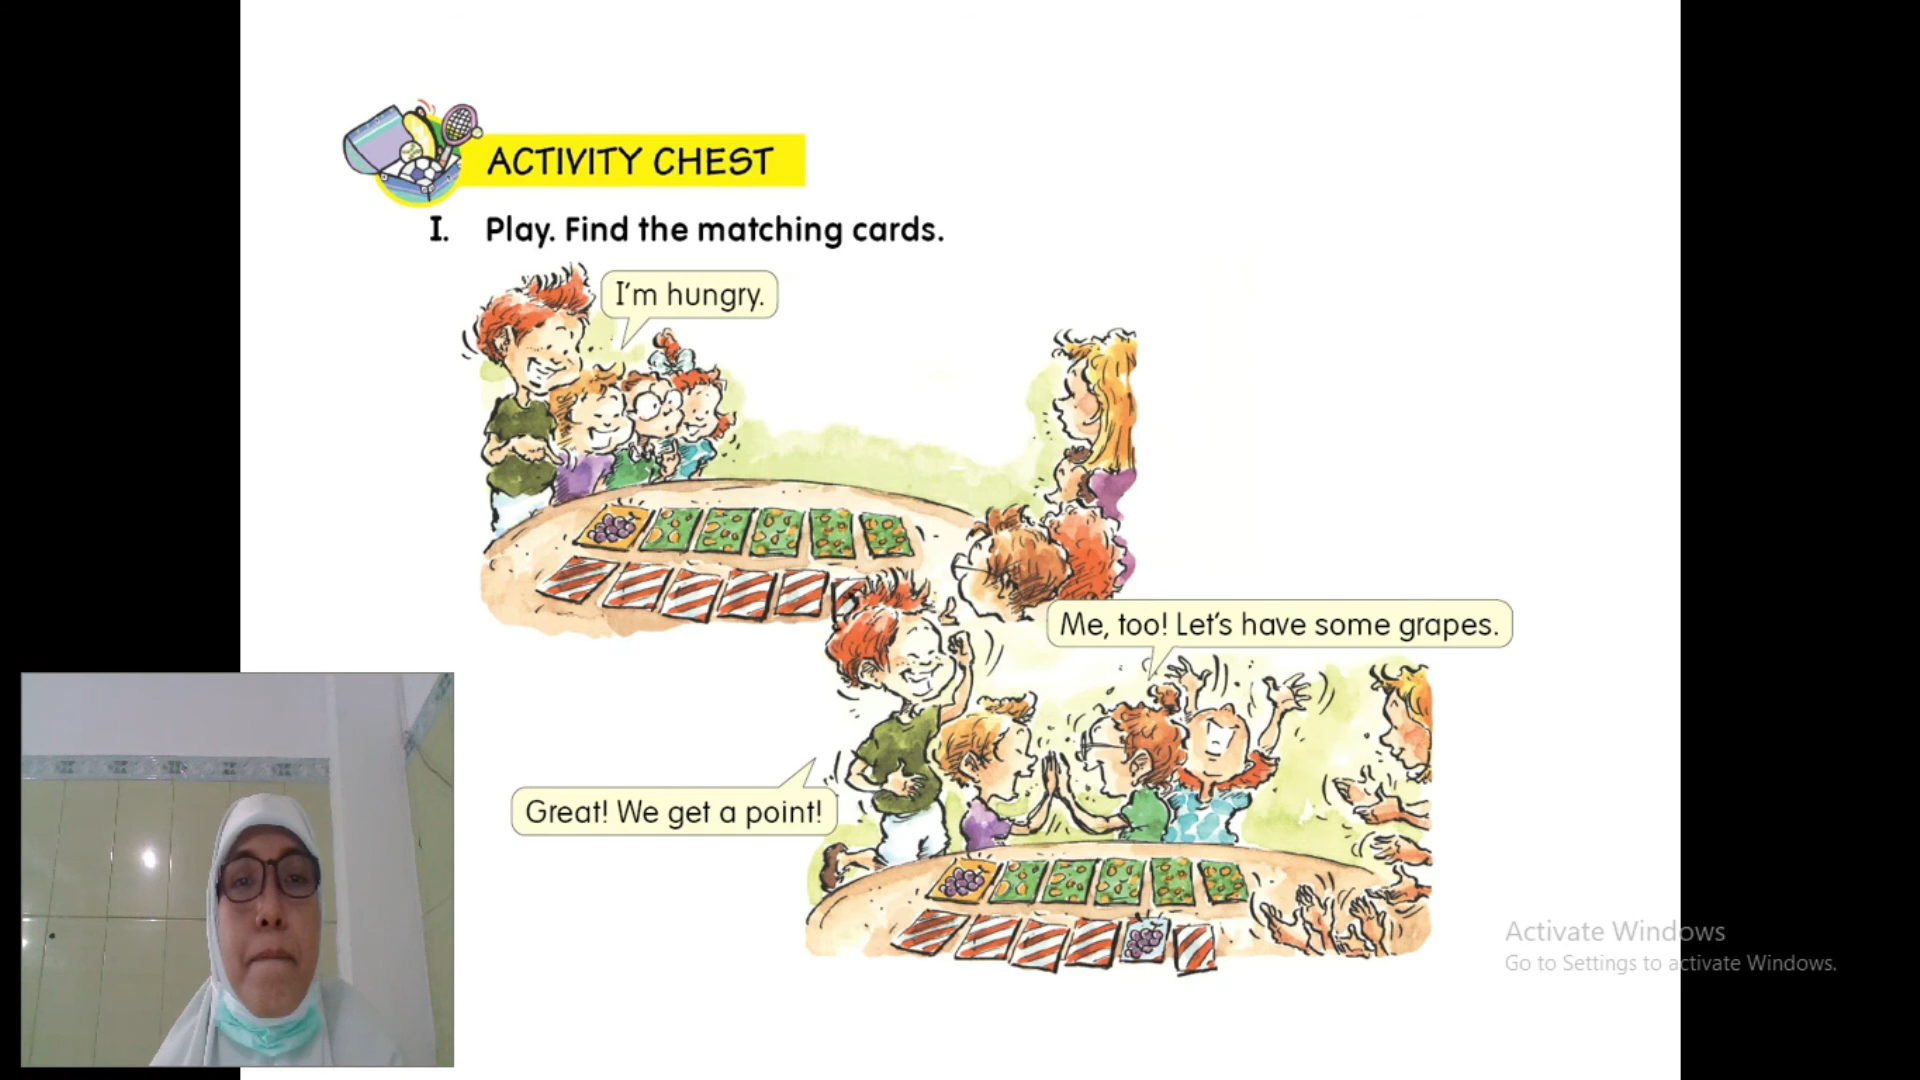 ACTIVITY CHEST
I. Play. Find the matching cards.
I'm hungry.
Me, too! Let's have some grapes.
Great! We get a point!
Activate Windows
Go to Settings to activate Windows.